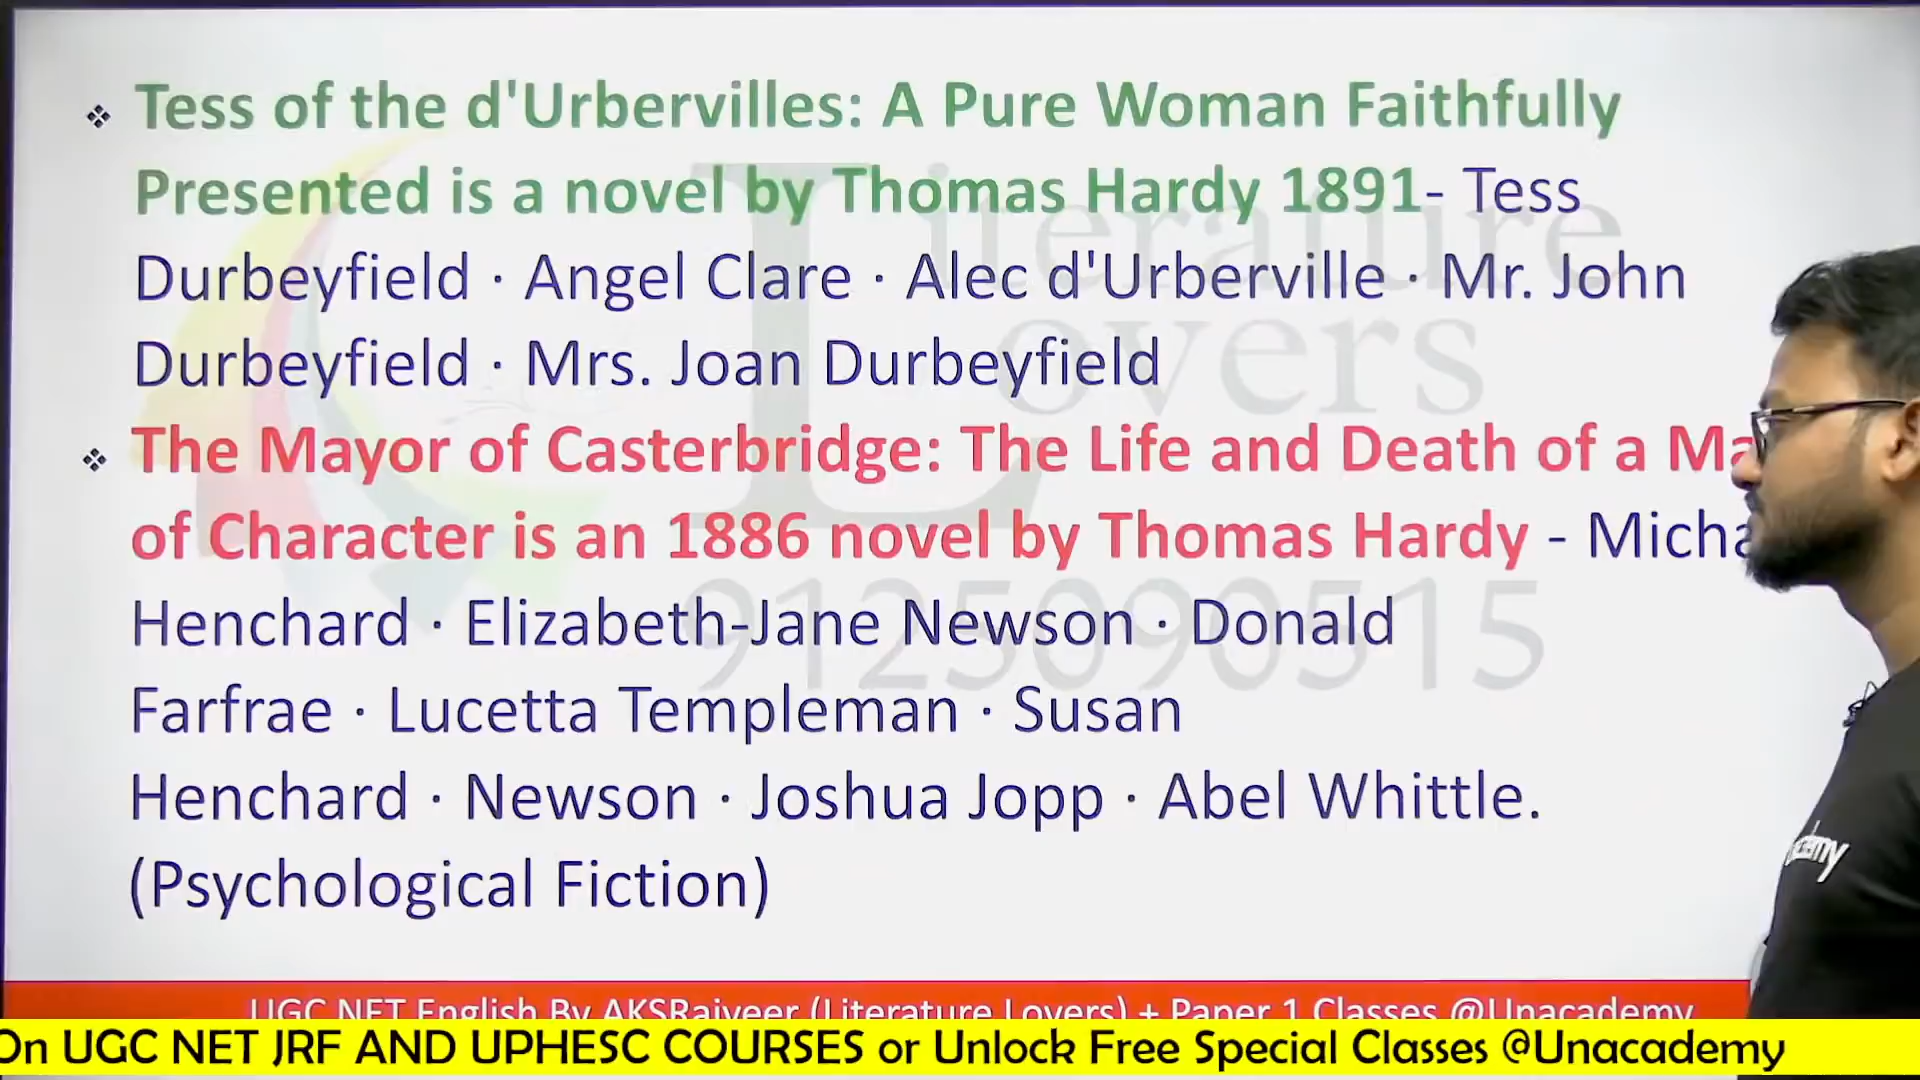 ❖ Tess of the d'Urbervilles: A Pure Woman Faithfully
Presented is a novel by Thomas Hardy 1891- Tess
Durbeyfield · Angel Clare · Alec d'Urberville · Mr. John
Durbeyfield · Mrs. Joan Durbeyfield
❖ The Mayor of Casterbridge: The Life and Death of a Ma
of Character is an 1886 novel by Thomas Hardy - Micha
Henchard · Elizabeth-Jane Newson · Donald
Farfrae · Lucetta Templeman · Susan
Henchard · Newson · Joshua Jopp · Abel Whittle.
(Psychological Fiction)
Literature
Lovers
9125090515
UGC NET English By AKSRajveer (Literature Lovers) + Paper 1 Classes @Unacademy
On UGC NET JRF AND UPHESC COURSES or Unlock Free Special Classes @Unacademy